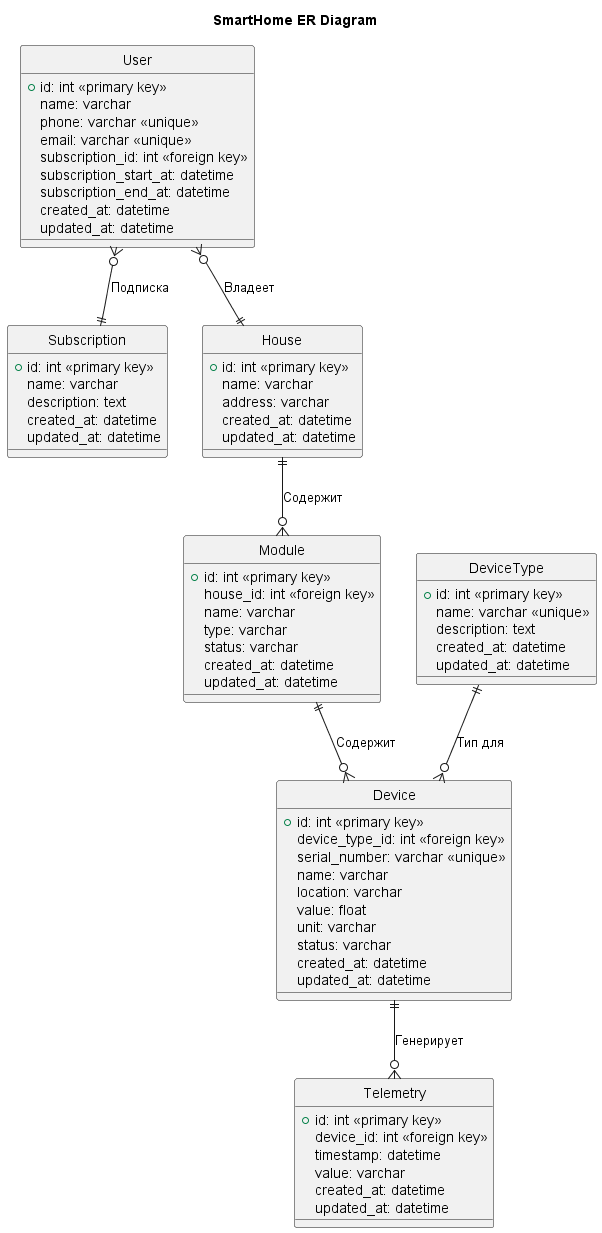 SmartHome ER Diagram
User
id: int «primary key»
name: varchar
phone: varchar «unique»
email: varchar «unique»
subscription_id: int «foreign key»
subscription_start_at: datetime
subscription_end_at: datetime
created_at: datetime
updated_at: datetime
Подписка
Владеет
Subscription
id: int «primary key»
name: varchar
description: text
created_at: datetime
updated_at: datetime
House
id: int «primary key»
name: varchar
address: varchar
created_at: datetime
updated_at: datetime
Содержит
Module
id: int «primary key»
house_id: int «foreign key»
name: varchar
type: varchar
status: varchar
created_at: datetime
updated_at: datetime
DeviceType
id: int «primary key»
name: varchar «unique»
description: text
created_at: datetime
updated_at: datetime
Содержит
Тип для
Device
id: int «primary key»
device_type_id: int «foreign key»
serial_number: varchar «unique»
name: varchar
location: varchar
value: float
unit: varchar
status: varchar
created_at: datetime
updated_at: datetime
Генерирует
Telemetry
id: int «primary key»
device_id: int «foreign key»
timestamp: datetime
value: varchar
created_at: datetime
updated_at: datetime